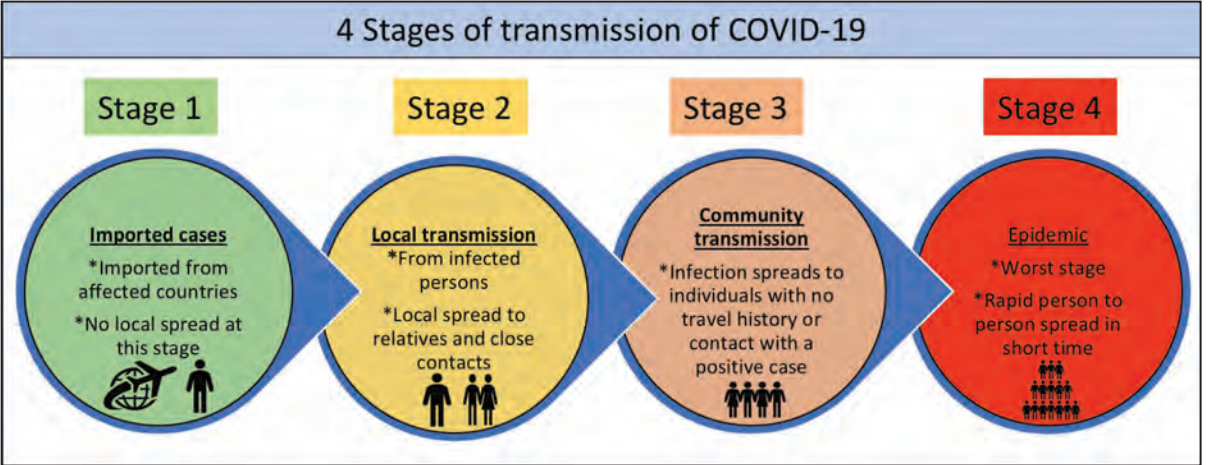 4 Stages of transmission of COVID-19
Stage 1
Stage 2
Stage 3
Stage 4
Imported cases
*Imported from
affected countries
*No local spread at
this stage
Local transmission
*From infected
persons
*Local spread to
relatives and close
contacts
Community
transmission
*Infection spreads to
individuals with no
travel history or
contact with a
positive case
Epidemic
*Worst stage
*Rapid person to
person spread in
short time